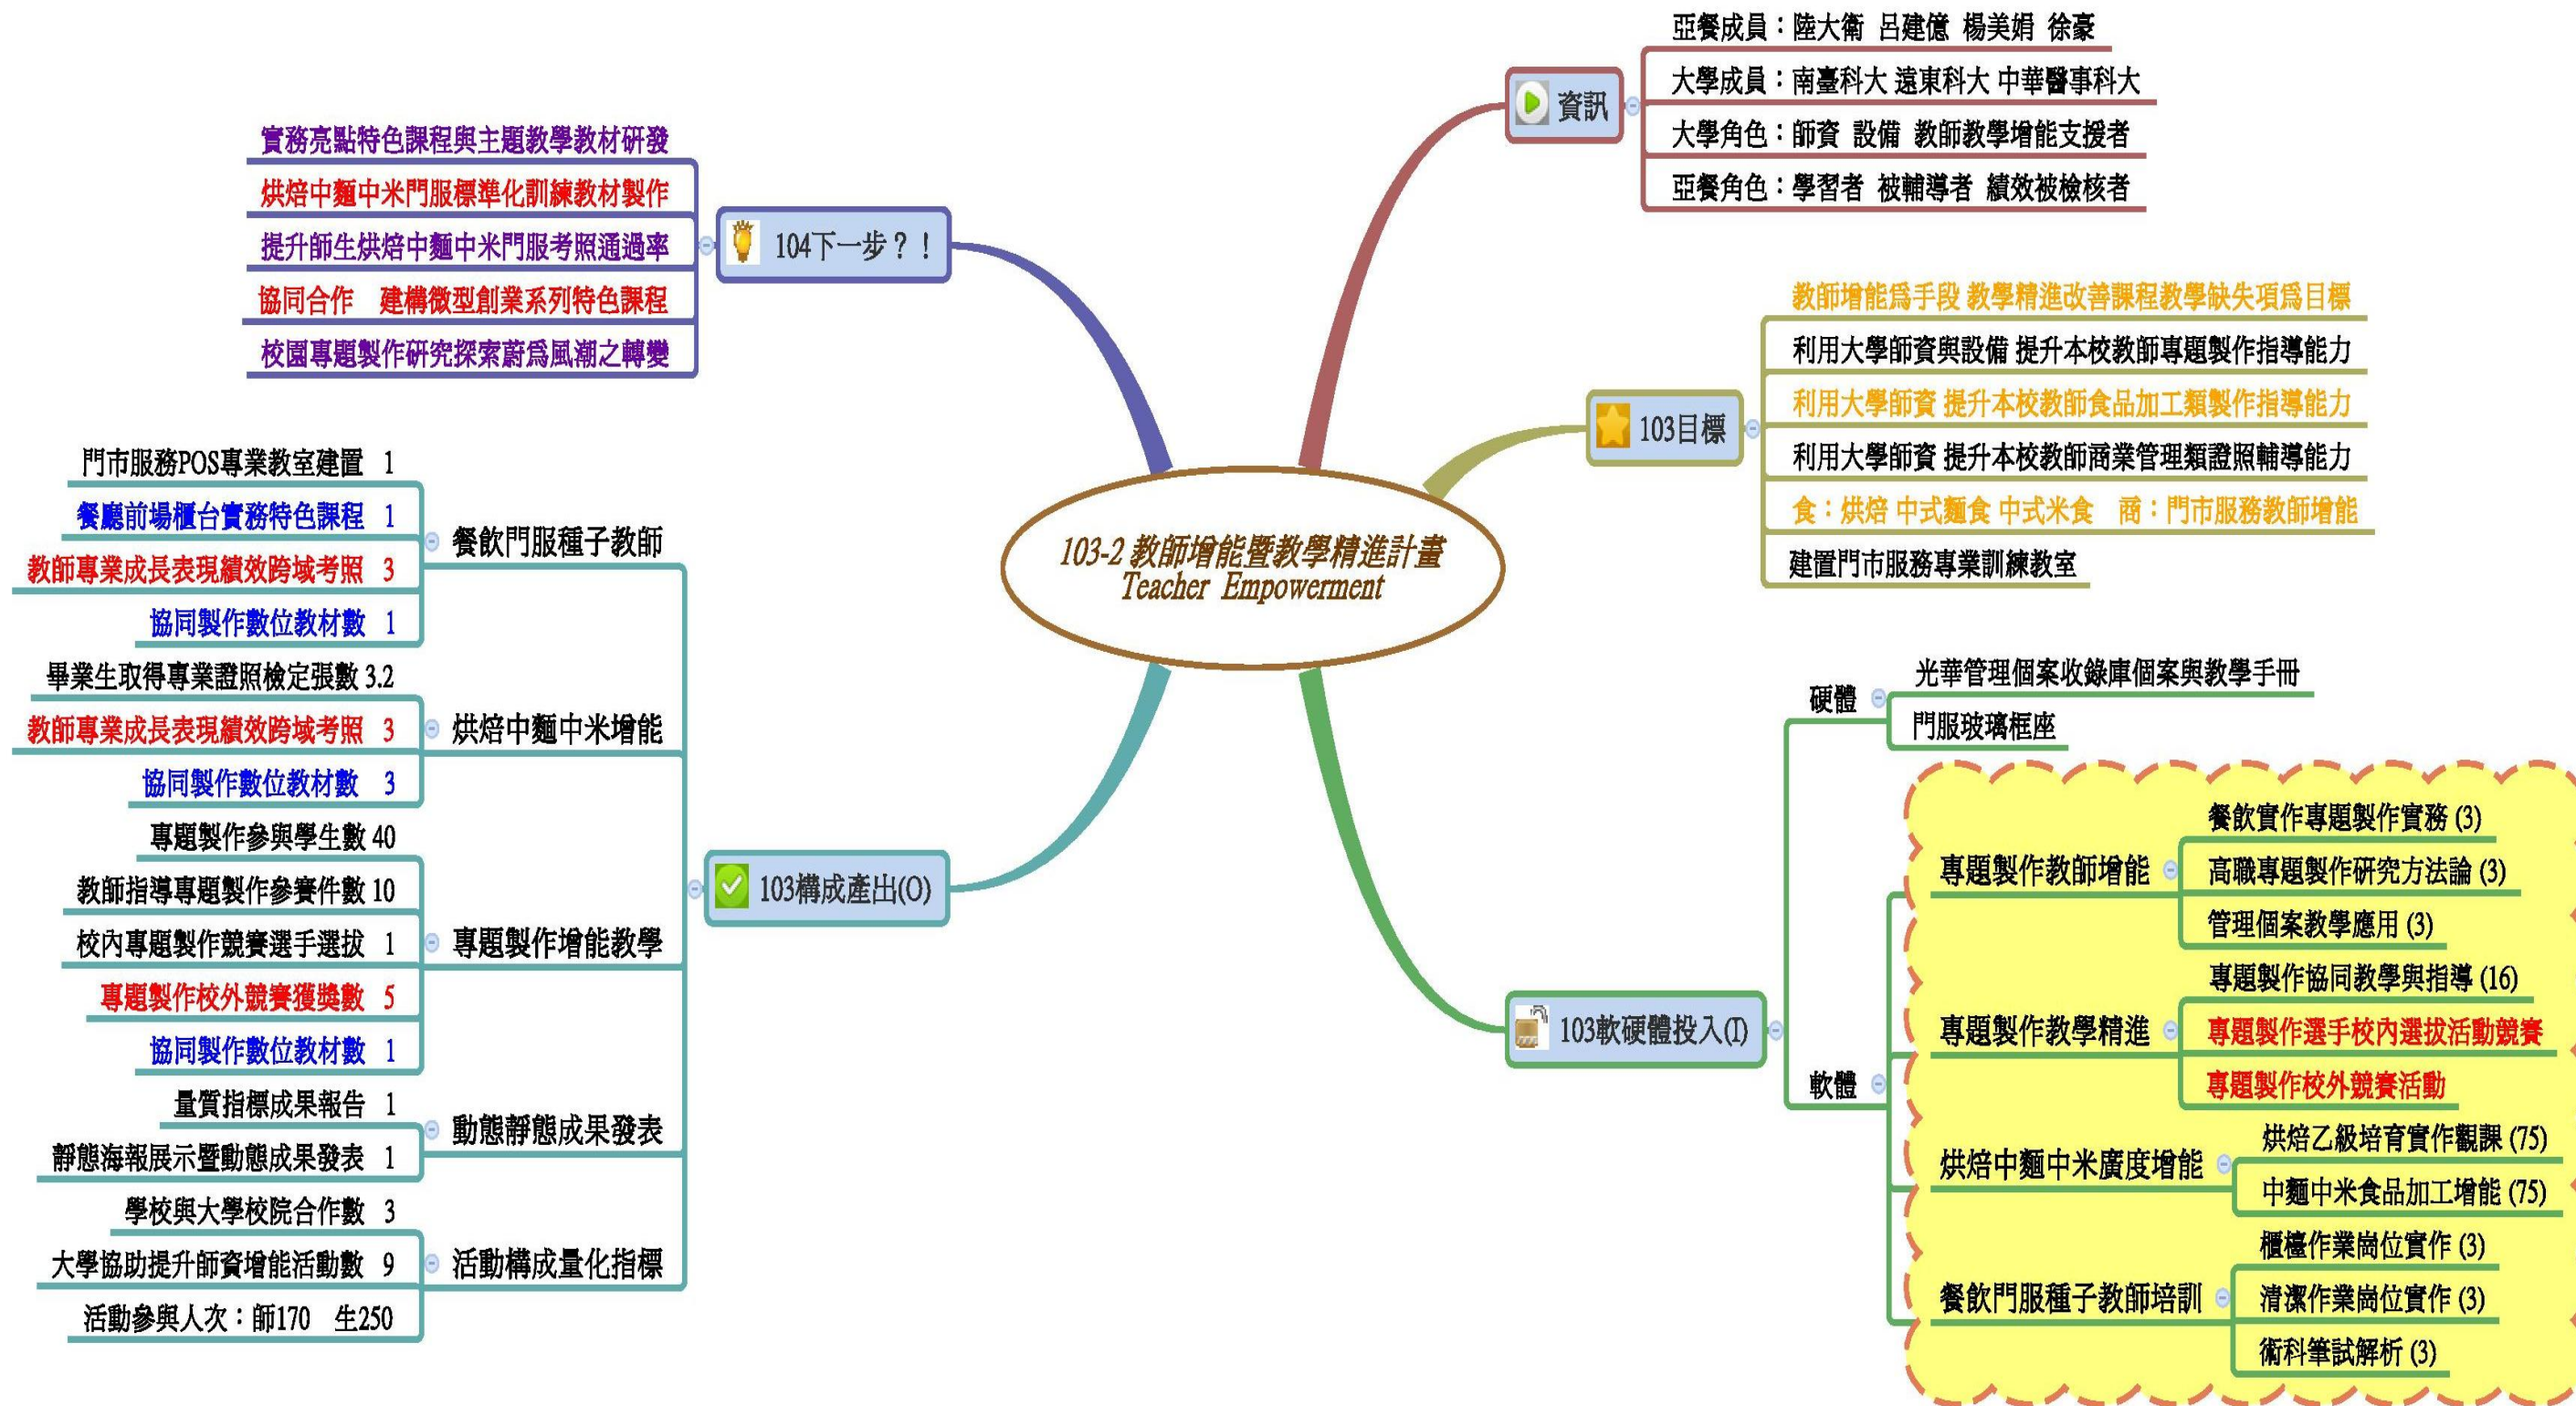 103-2 教師增能暨教學精進計畫
Teacher Empowerment
資訊
亞餐成員：陸大衛 呂建億 楊美娟 徐豪
大學成員：南臺科大 遠東科大 中華醫事科大
大學角色：師資 設備 教師教學增能支援者
亞餐角色：學習者 被輔導者 績效被檢核者
103目標
教師增能為手段 教學精進改善課程教學缺失項為目標
利用大學師資與設備 提升本校教師專題製作指導能力
利用大學師資 提升本校教師食品加工類製作指導能力
利用大學師資 提升本校教師商業管理類證照輔導能力
食：烘焙 中式麵食 中式米食 商：門市服務教師增能
建置門市服務專業訓練教室
103軟硬體投入(I)
硬體
光華管理個案收錄庫個案與教學手冊
門服玻璃框座
軟體
專題製作教師增能
餐飲實作專題製作實務 (3)
高職專題製作研究方法論 (3)
管理個案教學應用 (3)
專題製作教學精進
專題製作協同教學與指導 (16)
專題製作選手校內選拔活動競賽
專題製作校外競賽活動
烘焙中麵中米廣度增能
烘焙乙級培育實作觀課 (75)
中麵中米食品加工增能 (75)
餐飲門服種子教師培訓
櫃檯作業崗位實作 (3)
清潔作業崗位實作 (3)
術科筆試解析 (3)
104下一步？！
實務亮點特色課程與主題教學教材研發
烘焙中麵中米門服標準化訓練教材製作
提升師生烘焙中麵中米門服考照通過率
協同合作 建構微型創業系列特色課程
校園專題製作研究探索蔚為風潮之轉變
103構成產出(O)
餐飲門服種子教師
門市服務POS專業教室建置 1
餐廳前場櫃台實務特色課程 1
教師專業成長表現績效跨域考照 3
協同製作數位教材數 1
烘焙中麵中米增能
畢業生取得專業證照檢定張數 3.2
教師專業成長表現績效跨域考照 3
協同製作數位教材數 3
專題製作增能教學
專題製作參與學生數 40
教師指導專題製作參賽件數 10
校內專題製作競賽選手選拔 1
專題製作校外競賽獲獎數 5
協同製作數位教材數 1
動態靜態成果發表
量質指標成果報告 1
靜態海報展示暨動態成果發表 1
活動構成量化指標
學校與大學校院合作數 3
大學協助提升師資增能活動數 9
活動參與人次：師170 生250